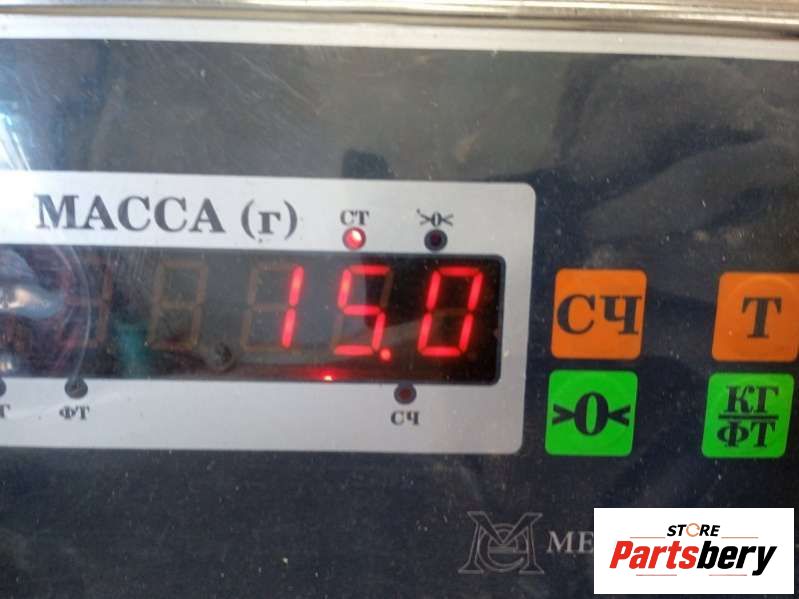 МАССА (г)
СТ
>0<
15.0
ФТ
СЧ
СЧ
Т
>0<
КГ
ФТ
STORE
Partsbery